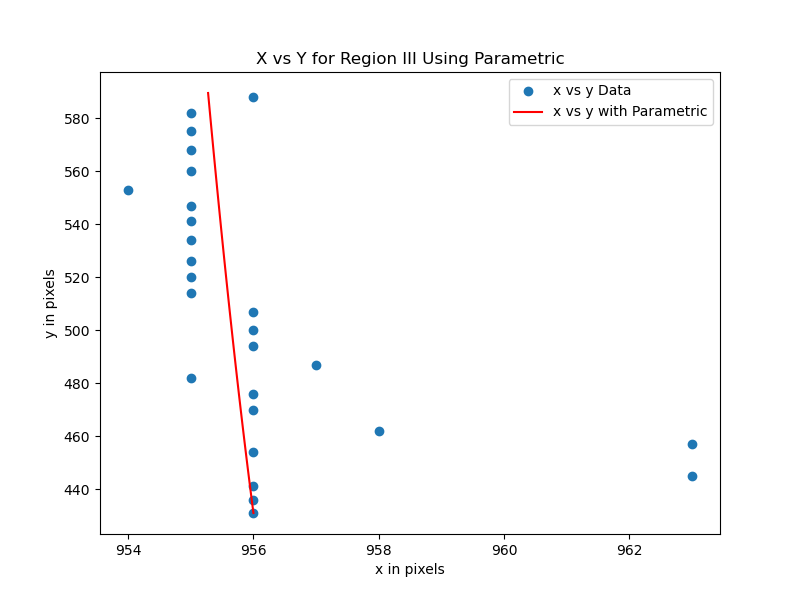 X vs Y for Region III Using Parametric
x vs y Data
x vs y with Parametric
580
560
540
520
500
480
460
440
y in pixels
954 956 958 960 962
x in pixels